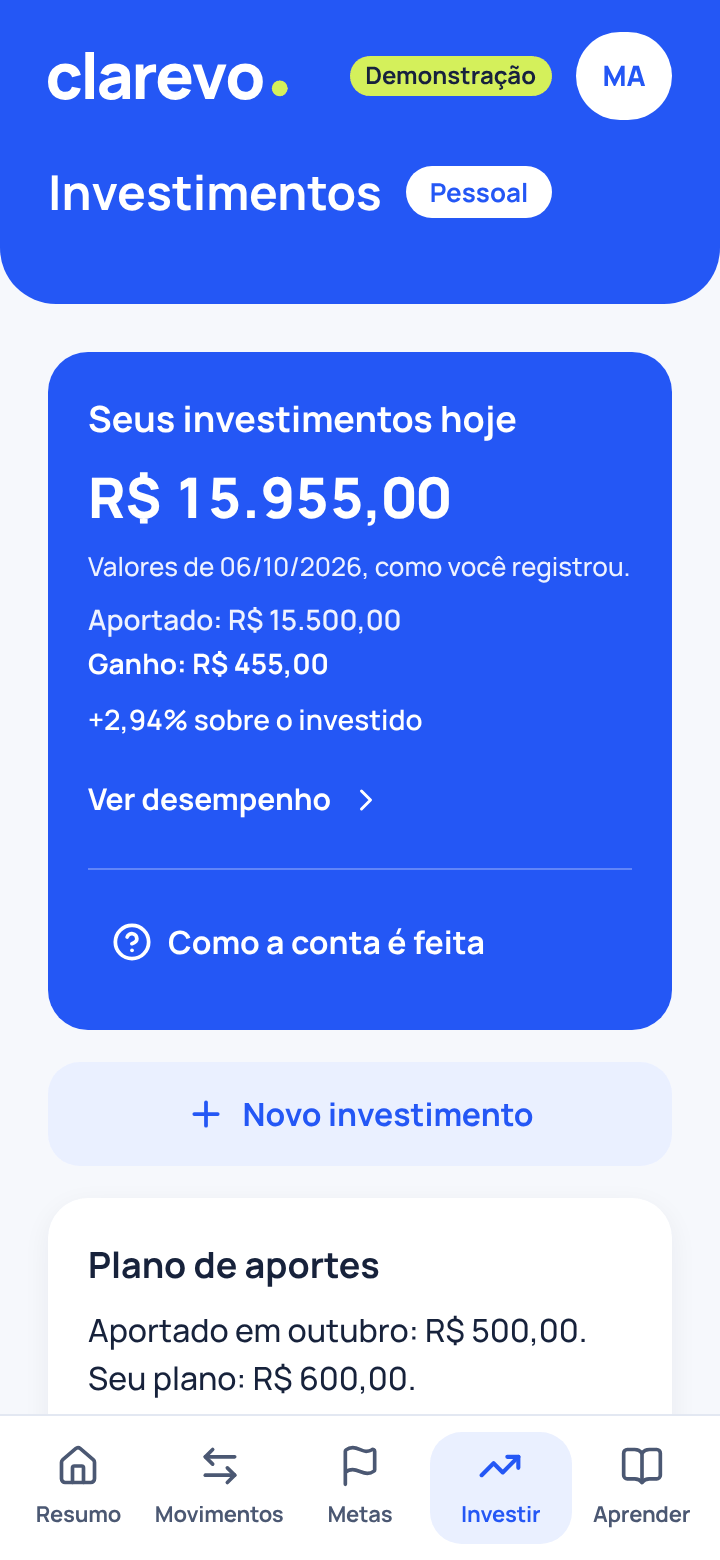 clarevo.
Demonstração
MA
Investimentos
Pessoal
Seus investimentos hoje
R$ 15.955,00
Valores de 06/10/2026, como você registrou.
Aportado: R$ 15.500,00
Ganho: R$ 455,00
+2,94% sobre o investido
Ver desempenho
Como a conta é feita
Novo investimento
Plano de aportes
Aportado em outubro: R$ 500,00.
Seu plano: R$ 600,00.
Resumo
Movimentos
Metas
Investir
Aprender